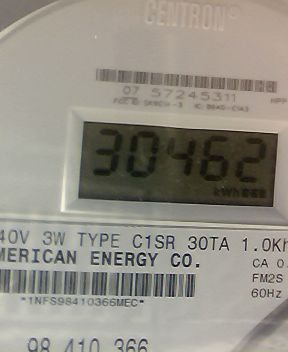 CENTRON®
07 57245311
30462
kWh
40V 3W TYPE C1SR 30TA 1.0Kh
MERICAN ENERGY CO.
CA 0.
FM2S
60Hz
*1NFS98410366MEC*
98 410 366